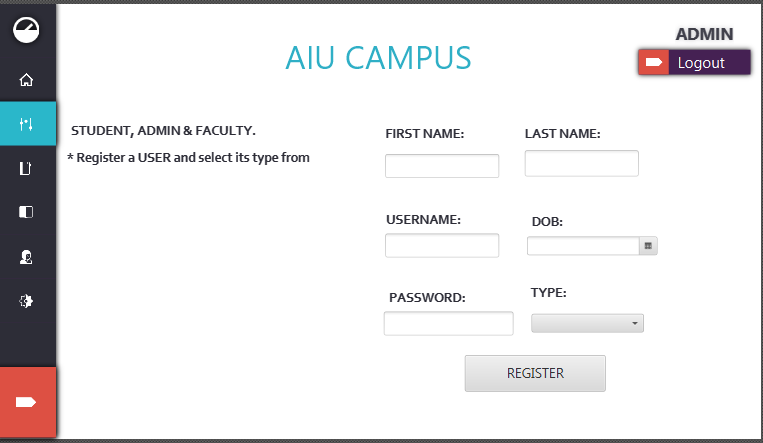 ADMIN
AIU CAMPUS
Logout
STUDENT, ADMIN & FACULTY.
* Register a USER and select its type from
FIRST NAME:
LAST NAME:
USERNAME:
DOB:
PASSWORD:
TYPE:
REGISTER